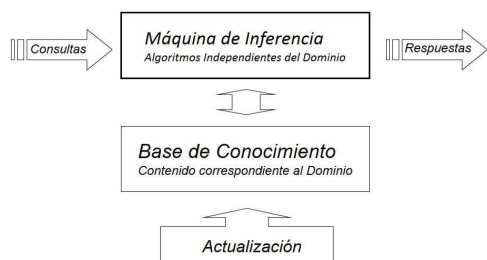 Consultas
Máquina de Inferencia
Algoritmos Independientes del Dominio
Respuestas
Base de Conocimiento
Contenido correspondiente al Dominio
Actualización